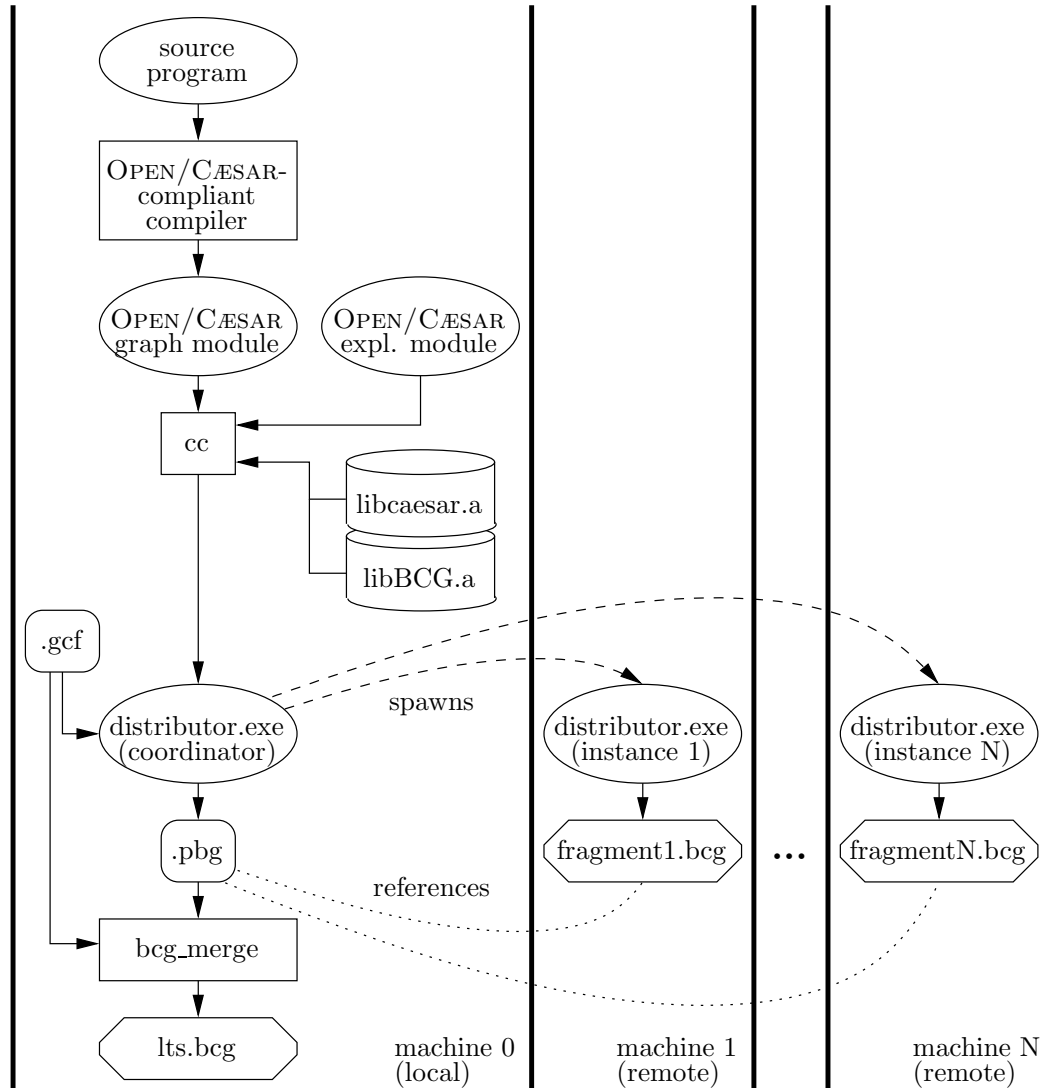 source
program
OPEN/CÆSAR-
compliant
compiler
OPEN/CÆSAR
graph module
OPEN/CÆSAR
expl. module
cc
libcaesar.a
libBCG.a
.gcf
spawns
distributor.exe
(coordinator)
distributor.exe
(instance 1)
distributor.exe
(instance N)
.pbg
fragment1.bcg
...
fragmentN.bcg
references
bcg_merge
lts.bcg
machine 0
(local)
machine 1
(remote)
machine N
(remote)